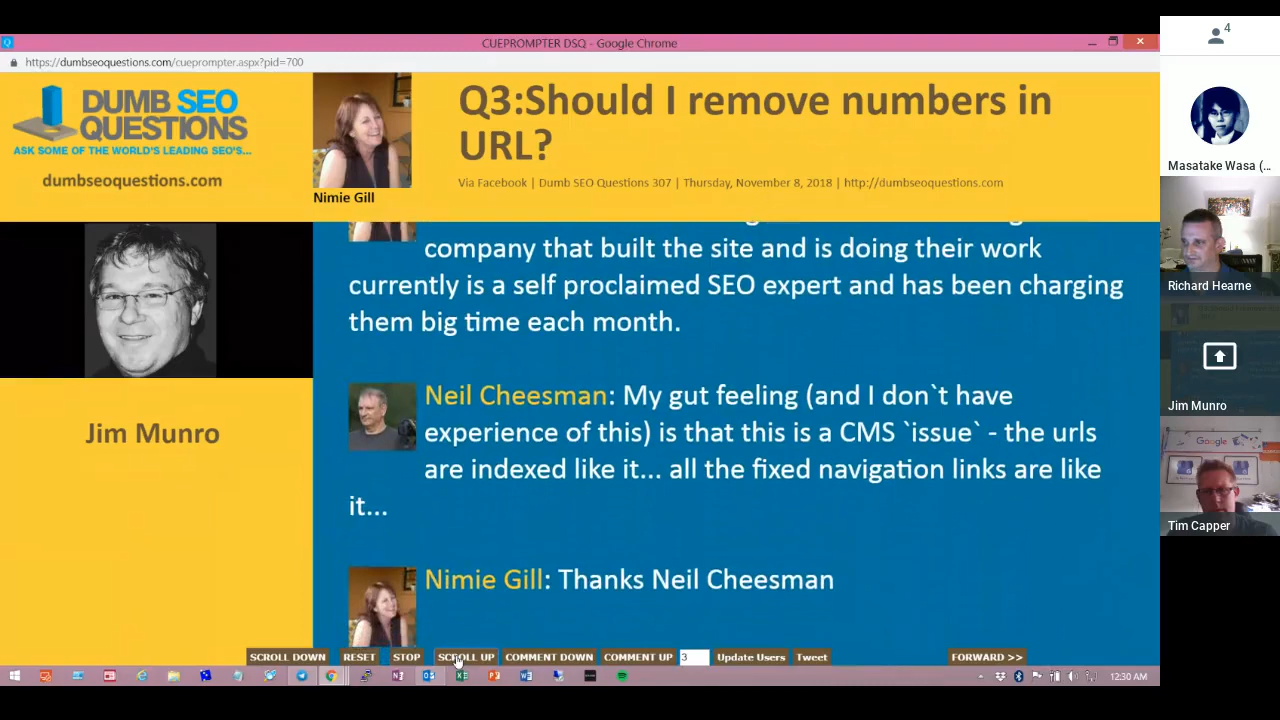 CUEPROMPTER DSQ - Google Chrome
https://dumbseoquestions.com/cueprompter.aspx?pid=700
DUMB SEO
QUESTIONS
ASK SOME OF THE WORLD'S LEADING SEO'S...
dumbseoquestions.com
Nimie Gill
Q3:Should I remove numbers in
URL?
Via Facebook | Dumb SEO Questions 307 | Thursday, November 8, 2018 | http://dumbseoquestions.com
Jim Munro
company that built the site and is doing their work
currently is a self proclaimed SEO expert and has been charging
them big time each month.
Neil Cheesman: My gut feeling (and I don`t have
experience of this) is that this is a CMS `issue` - the urls
are indexed like it... all the fixed navigation links are like
it...
Nimie Gill: Thanks Neil Cheesman
SCROLL DOWN RESET STOP SCROLL UP COMMENT DOWN COMMENT UP 3 Update Users Tweet FORWARD >>
12:30 AM
4
Masatake Wasa (...
Richard Hearne
Jim Munro
Google
Tim Capper